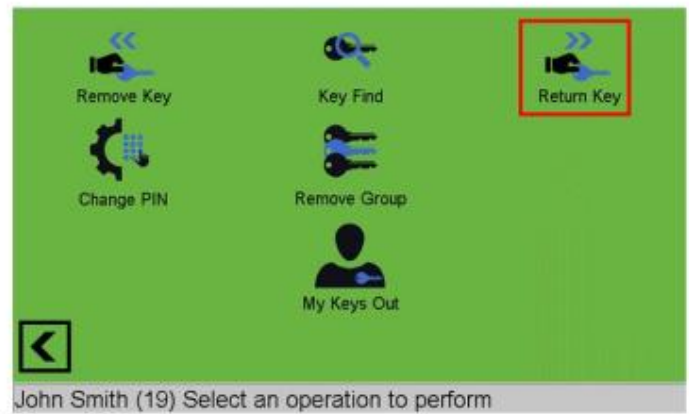 Remove Key
Key Find
Return Key
Change PIN
Remove Group
My Keys Out
John Smith (19) Select an operation to perform